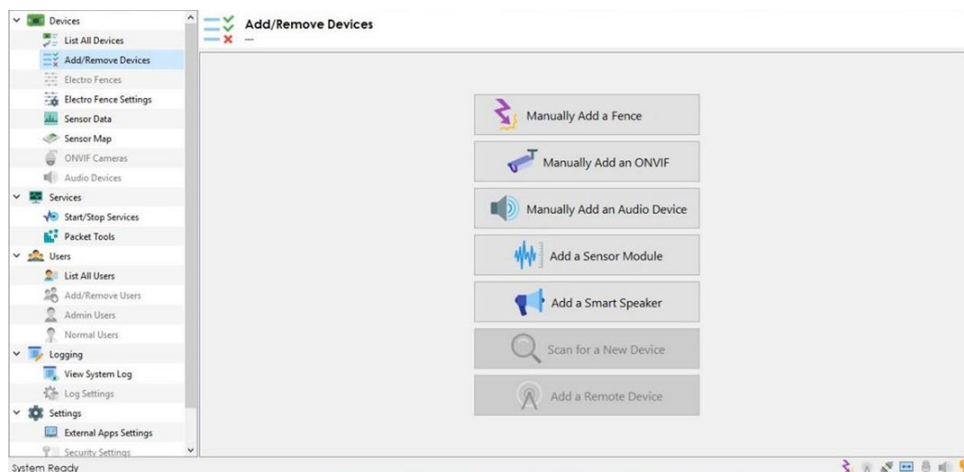 Devices
List All Devices
Add/Remove Devices
Electro Fences
Electro Fence Settings
Sensor Data
Sensor Map
ONVIF Cameras
Audio Devices
Services
Start/Stop Services
Packet Tools
Users
List All Users
Add/Remove Users
Admin Users
Normal Users
Logging
View System Log
Log Settings
Settings
External Apps Settings
Security Settings
System Ready
Add/Remove Devices
Manually Add a Fence
Manually Add an ONVIF
Manually Add an Audio Device
Add a Sensor Module
Add a Smart Speaker
Scan for a New Device
Add a Remote Device